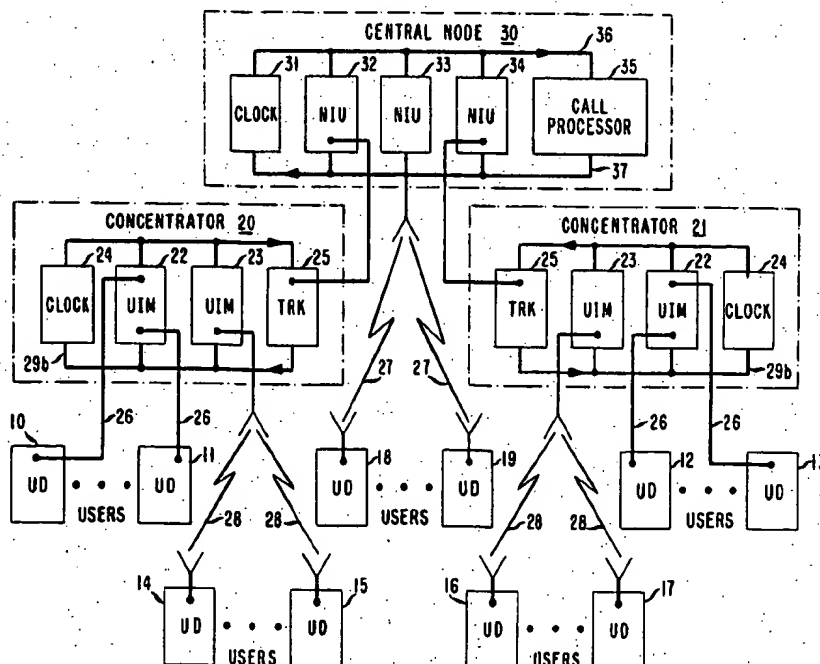 CENTRAL NODE 30
36
31 32 33 34 35
CLOCK NIU NIU NIU CALL PROCESSOR
37
CONCENTRATOR 20
24 22 23 25
CLOCK UIM UIM TRK
29b
CONCENTRATOR 21
25 23 22 24
TRK UIM UIM CLOCK
29b
27 27
26 26 26 26
10 11 18 19 12
UD UD UD UD UD UD
USERS USERS USERS
28 28 28 28
14 15 16 17
UD UD UD UD
USERS USERS